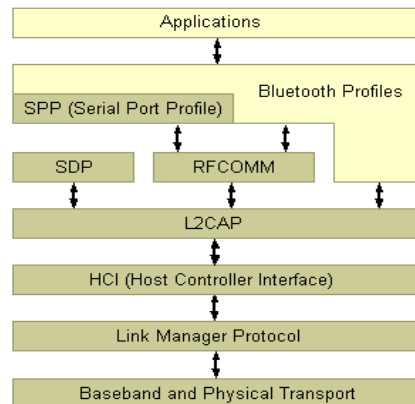 Applications
Bluetooth Profiles
SPP (Serial Port Profile)
SDP
RFCOMM
L2CAP
HCI (Host Controller Interface)
Link Manager Protocol
Baseband and Physical Transport